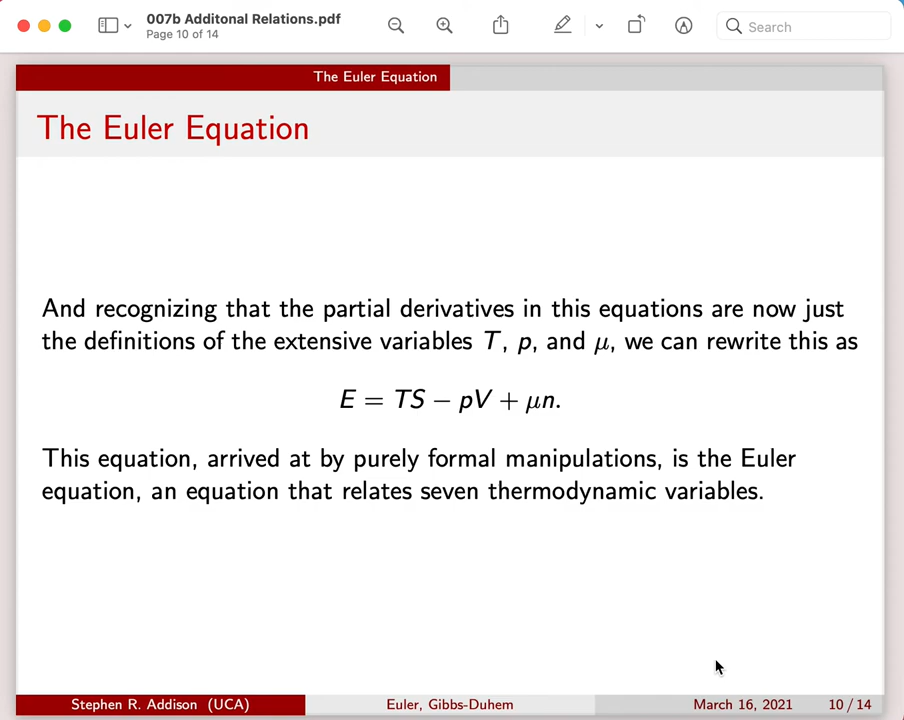 007b Additonal Relations.pdf
Page 10 of 14
Search
The Euler Equation
The Euler Equation
And recognizing that the partial derivatives in this equations are now just
the definitions of the extensive variables T, p, and μ, we can rewrite this as
E = TS − pV + μn.
This equation, arrived at by purely formal manipulations, is the Euler
equation, an equation that relates seven thermodynamic variables.
Stephen R. Addison (UCA) Euler, Gibbs-Duhem March 16, 2021 10 / 14